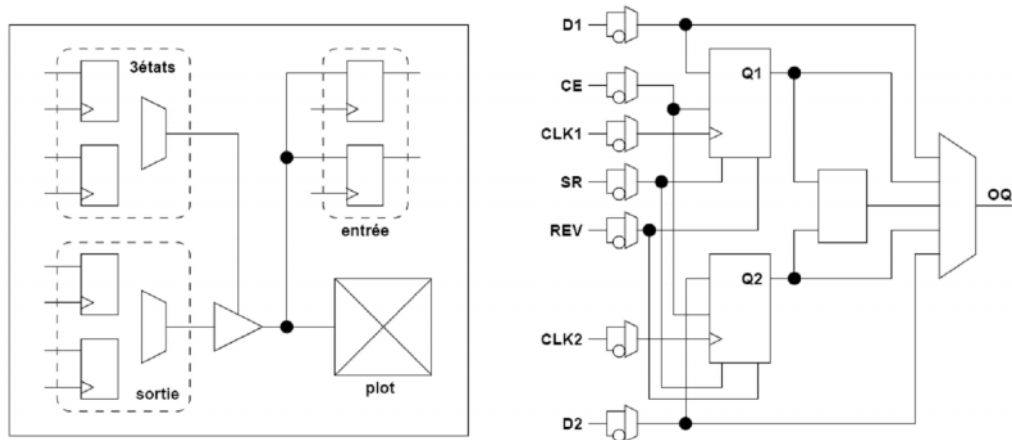 3états
entrée
sortie
plot
D1
CE
CLK1
SR
REV
CLK2
D2
Q1
Q2
OQ